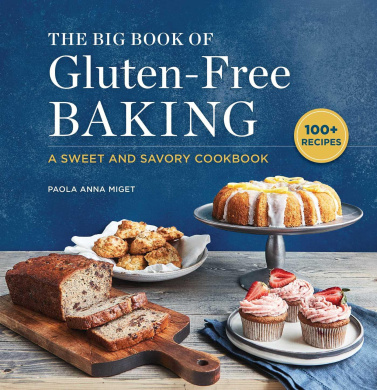 THE BIG BOOK OF
Gluten-Free
BAKING
A SWEET AND SAVORY COOKBOOK
100+
RECIPES
PAOLA ANNA MIGET